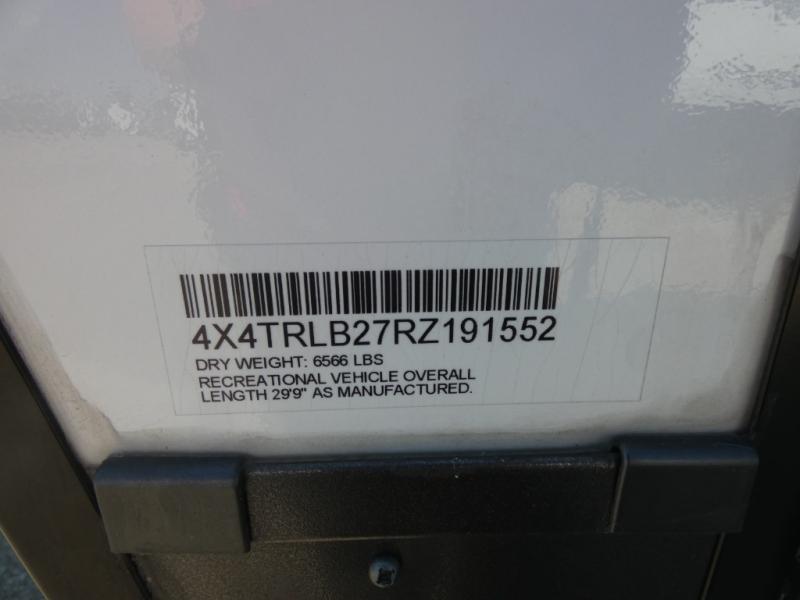 4X4TRLB27RZ191552
DRY WEIGHT: 6566 LBS
RECREATIONAL VEHICLE OVERALL
LENGTH 29'9" AS MANUFACTURED.